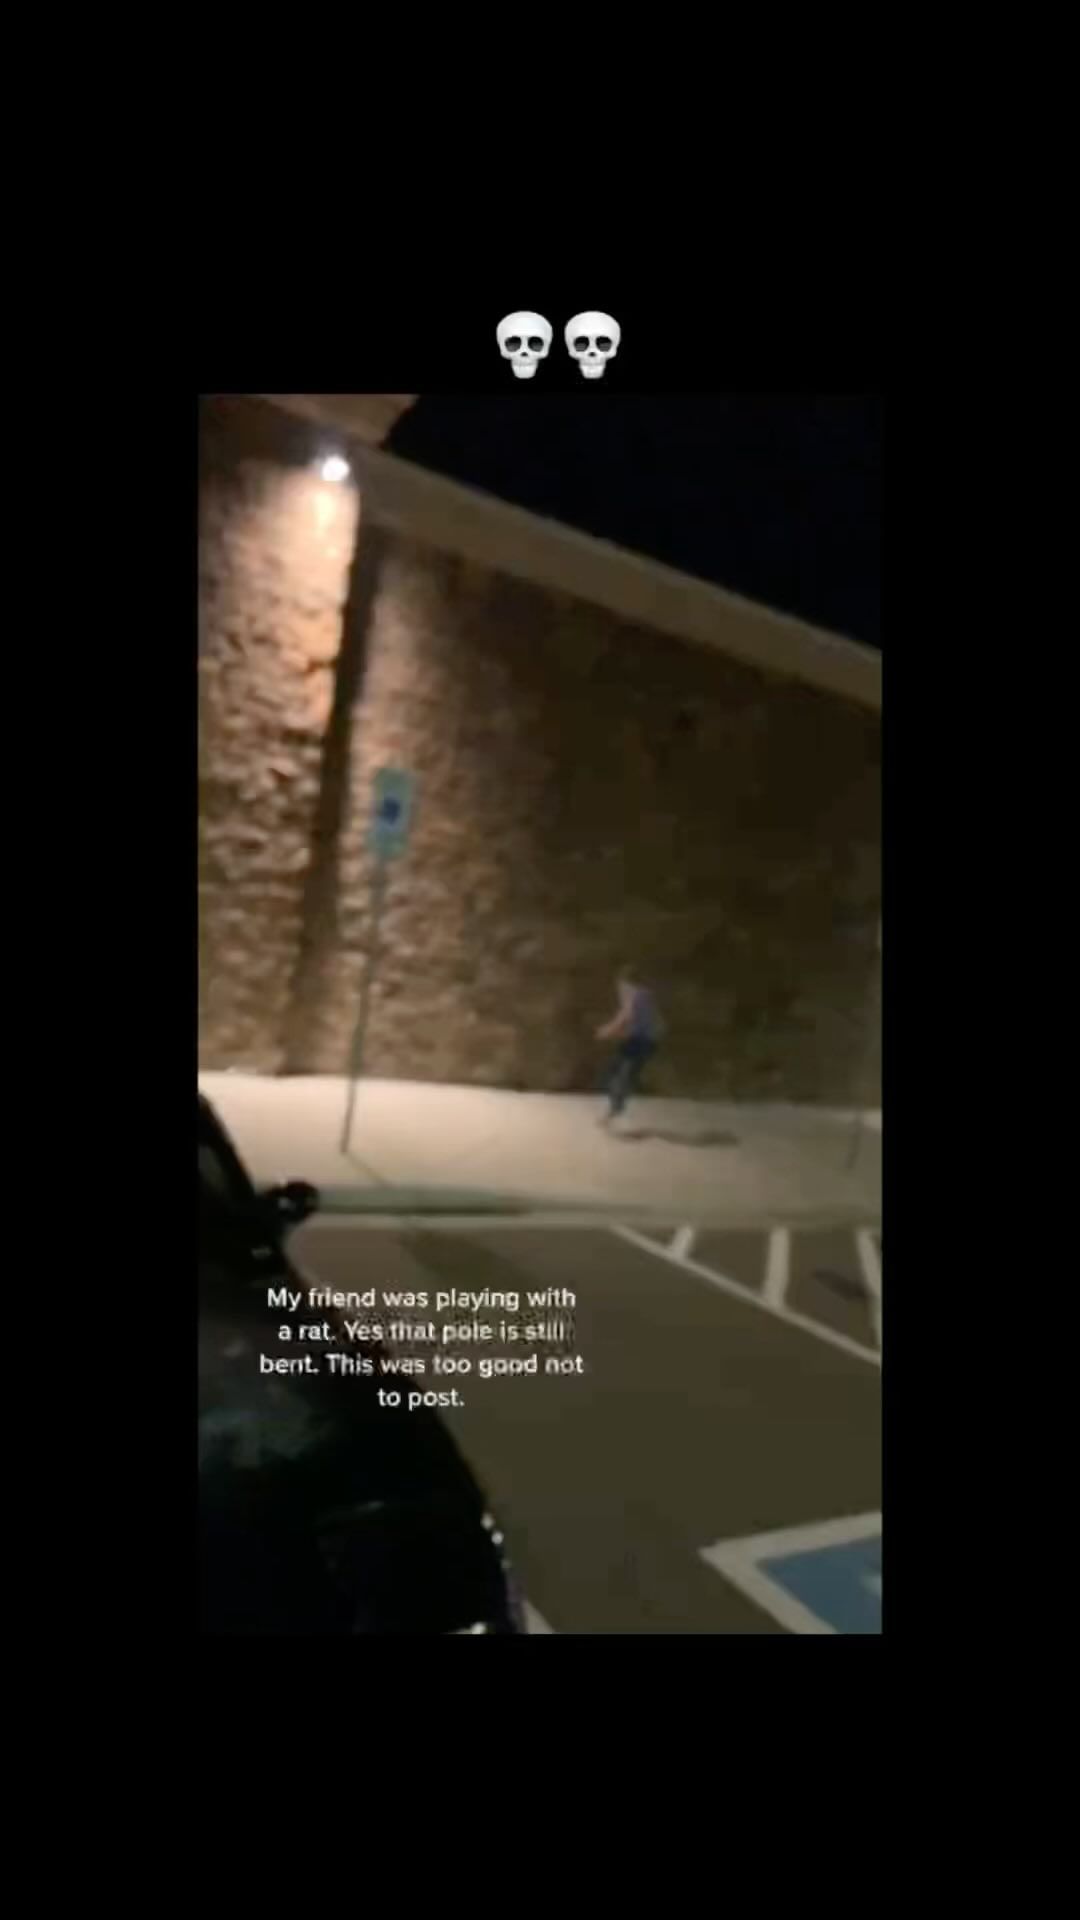 My friend was playing with
a rat. Yes that pole is still
bent. This was too good not
to post.